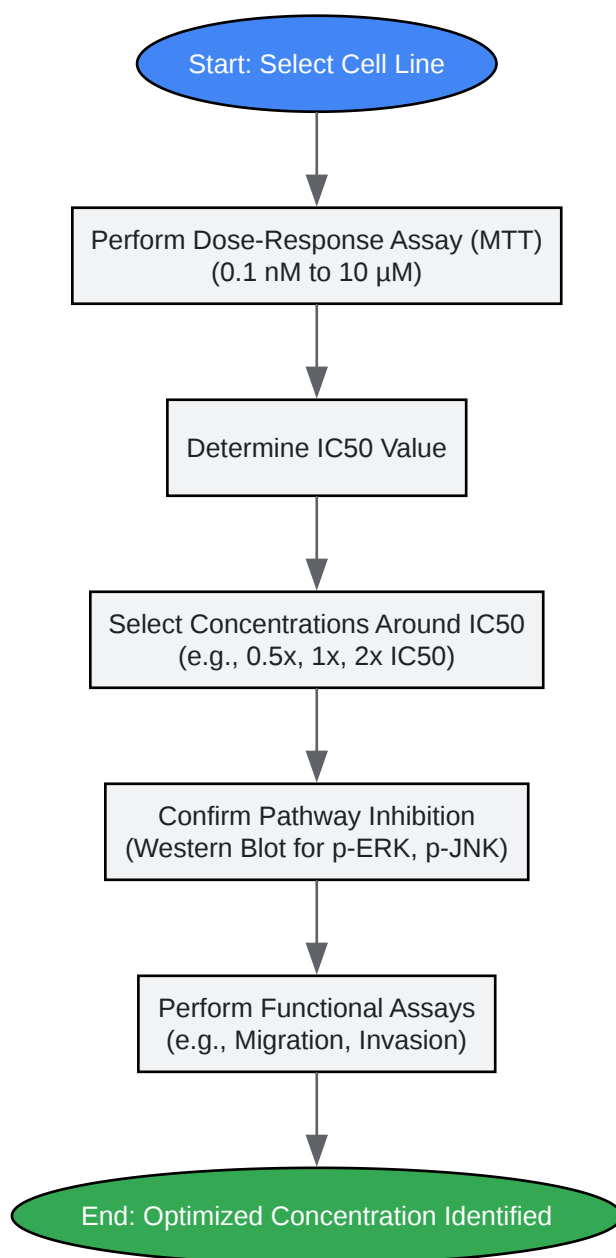 Start: Select Cell Line
Perform Dose-Response Assay (MTT)
(0.1 nM to 10 µM)
Determine IC50 Value
Select Concentrations Around IC50
(e.g., 0.5x, 1x, 2x IC50)
Confirm Pathway Inhibition
(Western Blot for p-ERK, p-JNK)
Perform Functional Assays
(e.g., Migration, Invasion)
End: Optimized Concentration Identified